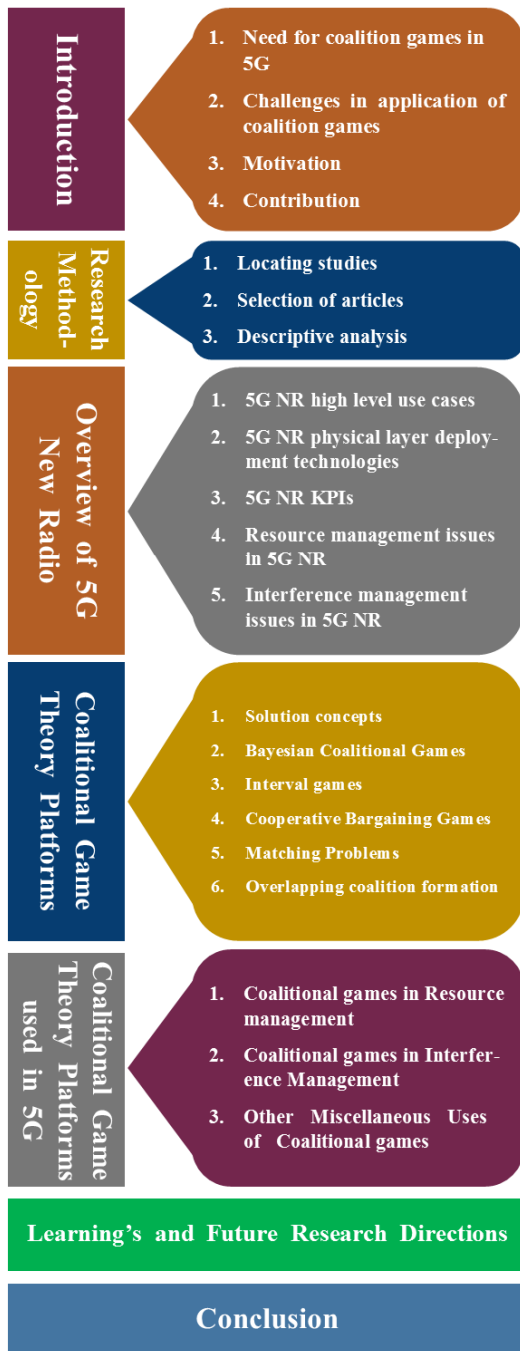 Introduction
1. Need for coalition games in
5G
2. Challenges in application of
coalition games
3. Motivation
4. Contribution
Research
Method-
ology
1. Locating studies
2. Selection of articles
3. Descriptive analysis
Overview of 5G
New Radio
1. 5G NR high level use cases
2. 5G NR physical layer deploy-
ment technologies
3. 5G NR KPIs
4. Resource management issues
in 5G NR
5. Interference management
issues in 5G NR
Coalitional Game
Theory Platforms
1. Solution concepts
2. Bayesian Coalitional Games
3. Interval games
4. Cooperative Bargaining Games
5. Matching Problems
6. Overlapping coalition formation
Coalitional Game
Theory Platforms
used in 5G
1. Coalitional games in Resource
management
2. Coalitional games in Interfer-
ence Management
3. Other Miscellaneous Uses
of Coalitional games
Learning's and Future Research Directions
Conclusion